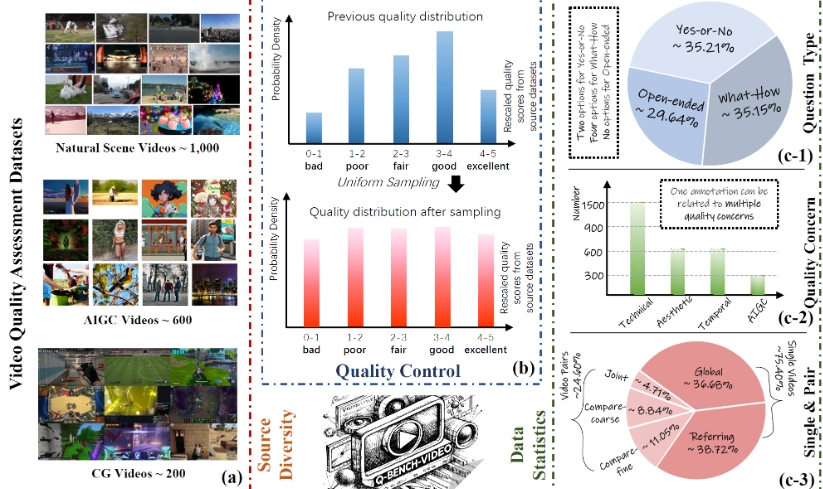 Video Quality Assessment Datasets
Natural Scene Videos ~ 1,000
AIGC Videos ~ 600
CG Videos ~ 200
(a)
Source
Diversity
Previous quality distribution
Probability Density
Rescaled quality
scores from
source datasets
0-1
1-2
2-3
3-4
4-5
bad
poor
fair
good
excellent
Uniform Sampling
Quality distribution after sampling
Probability Density
Rescaled quality
scores from
source datasets
0-1
1-2
2-3
3-4
4-5
bad
poor
fair
good
excellent
Quality Control
(b)
Q-BENCH-VIDEO
Data
Statistics
Two options for Yes-or-No
Four options for What-How
No options for Open-ended
Yes-or-No
~ 35.21%
Open-ended
~ 29.64%
What-How
~ 35.15%
Question Type
(c-1)
Number
1500
900
600
300
One annotation can be
related to multiple
quality concerns
Technical
Aesthetic
Temporal
AIGC
Quality Concern
(c-2)
Video Pairs
~24.60%
Joint
~ 4.71%
Compare-
coarse
~ 8.84%
Compare-
fine
~ 11.05%
Global
~ 36.68%
Referring
~ 38.72%
Single Videos
~75.40%
Single & Pair
(c-3)